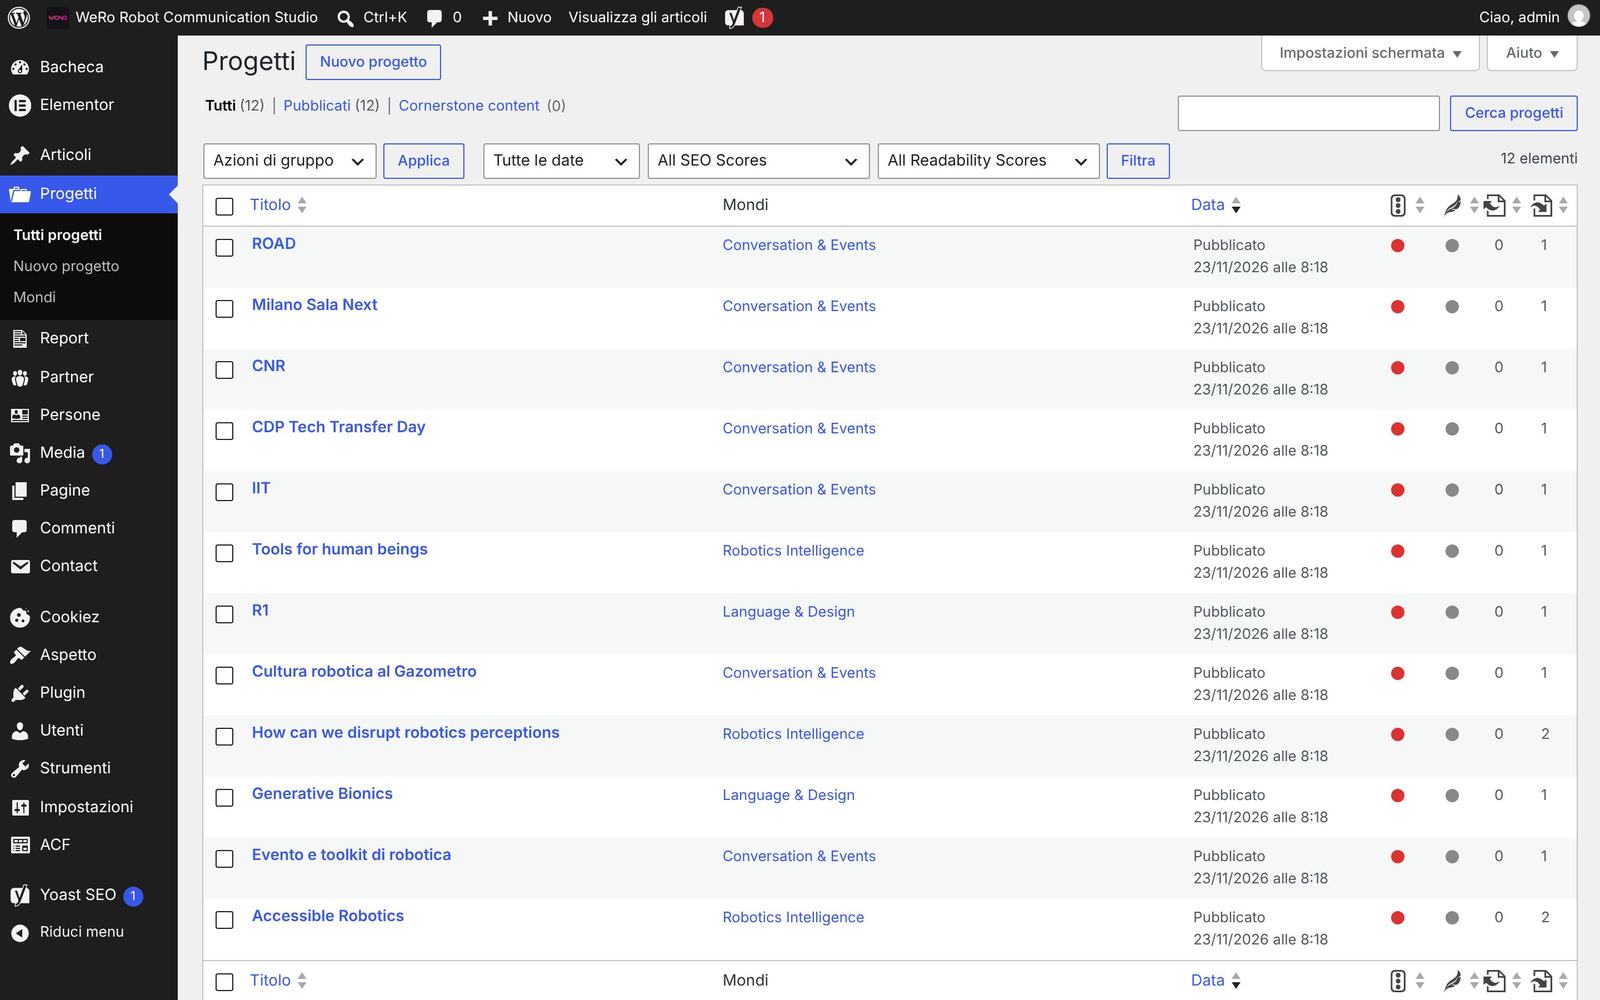 WeRo Robot Communication Studio Ctrl+K 0 Nuovo Visualizza gli articoli 1 Ciao, admin
Bacheca
Elementor
Articoli
Progetti
Tutti progetti
Nuovo progetto
Mondi
Report
Partner
Persone
Media 1
Pagine
Commenti
Contact
Cookiez
Aspetto
Plugin
Utenti
Strumenti
Impostazioni
ACF
Yoast SEO 1
Riduci menu
Impostazioni schermata Aiuto
Progetti Nuovo progetto
Tutti (12) | Pubblicati (12) | Cornerstone content (0)
Cerca progetti
Azioni di gruppo Applica Tutte le date All SEO Scores All Readability Scores Filtra 12 elementi
Titolo Mondi Data
ROAD Conversation & Events Pubblicato 0 1
23/11/2026 alle 8:18
Milano Sala Next Conversation & Events Pubblicato 0 1
23/11/2026 alle 8:18
CNR Conversation & Events Pubblicato 0 1
23/11/2026 alle 8:18
CDP Tech Transfer Day Conversation & Events Pubblicato 0 1
23/11/2026 alle 8:18
IIT Conversation & Events Pubblicato 0 1
23/11/2026 alle 8:18
Tools for human beings Robotics Intelligence Pubblicato 0 1
23/11/2026 alle 8:18
R1 Language & Design Pubblicato 0 1
23/11/2026 alle 8:18
Cultura robotica al Gazometro Conversation & Events Pubblicato 0 1
23/11/2026 alle 8:18
How can we disrupt robotics perceptions Robotics Intelligence Pubblicato 0 2
23/11/2026 alle 8:18
Generative Bionics Language & Design Pubblicato 0 1
23/11/2026 alle 8:18
Evento e toolkit di robotica Conversation & Events Pubblicato 0 1
23/11/2026 alle 8:18
Accessible Robotics Robotics Intelligence Pubblicato 0 2
23/11/2026 alle 8:18
Titolo Mondi Data